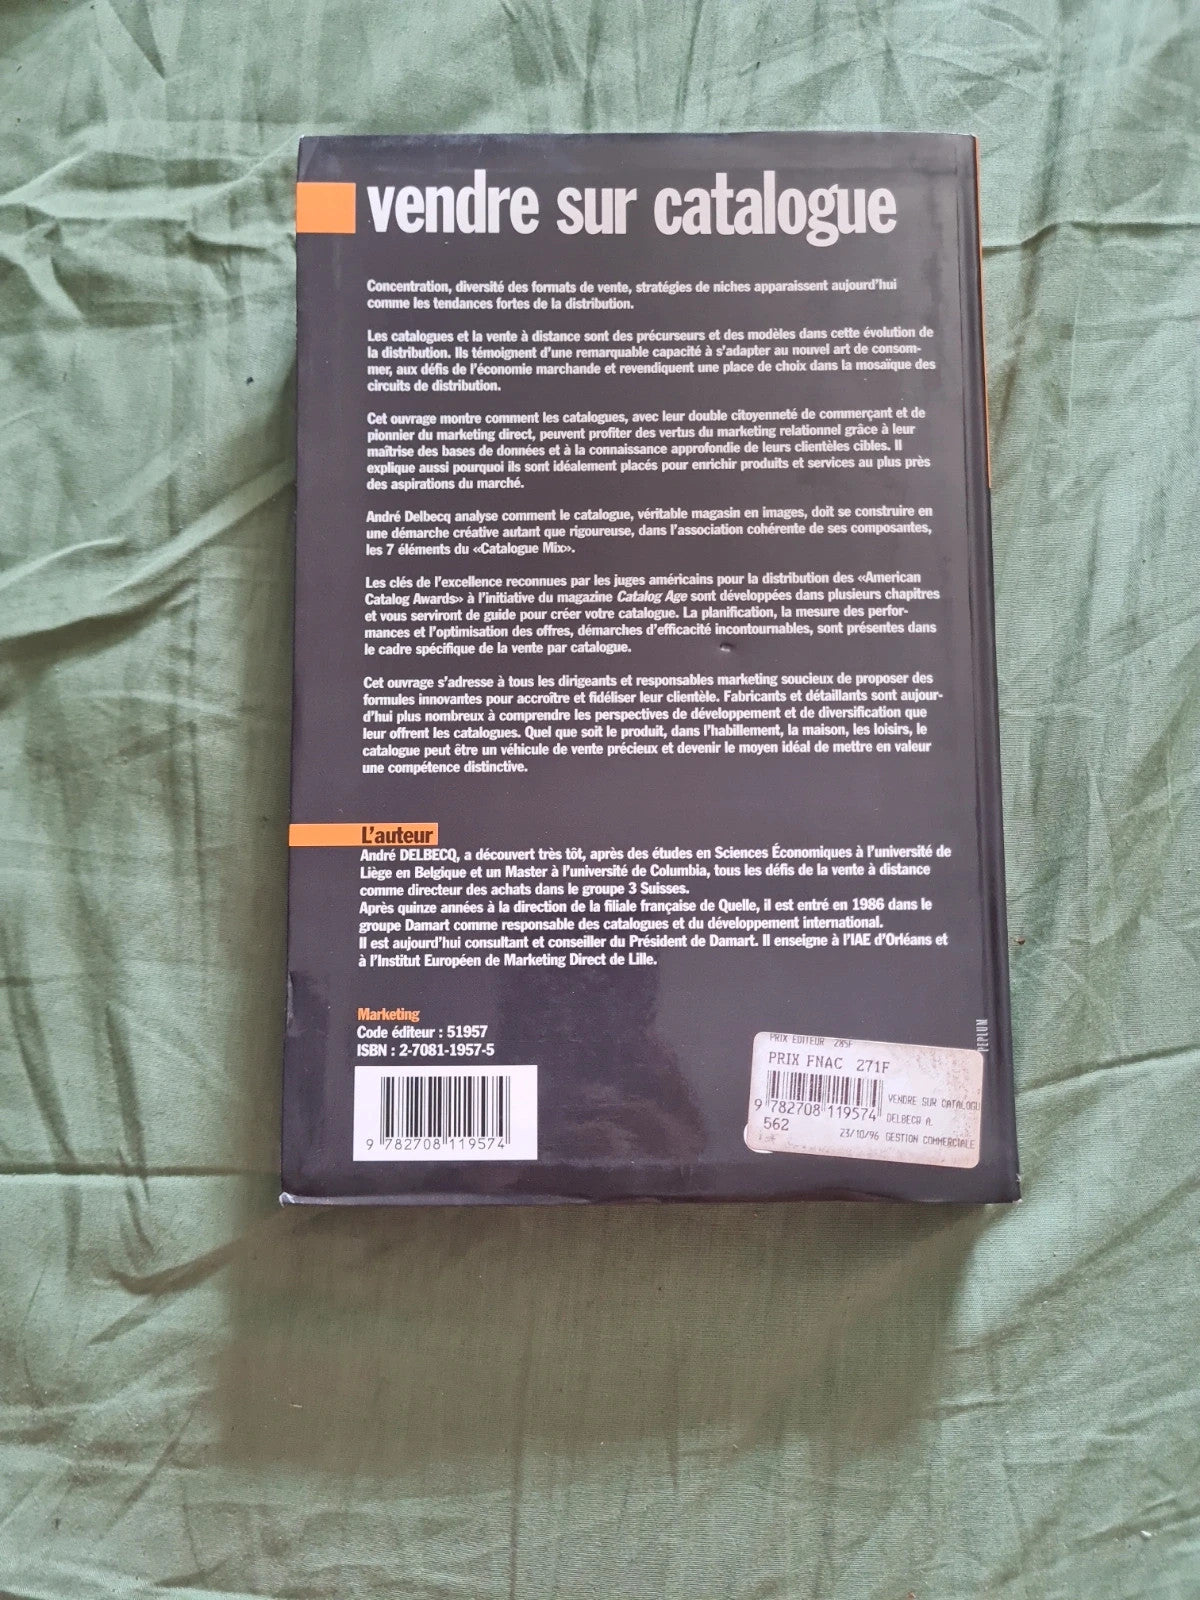 vendre sur catalogue
Concentration, diversité des formats de vente, stratégies de niches apparaissent aujourd'hui
comme les tendances fortes de la distribution.
Les catalogues et la vente à distance sont des précurseurs et des modèles dans cette évolution de
la distribution. Ils témoignent d'une remarquable capacité à s'adapter au nouvel art de consom-
mer, aux défis de l'économie marchande et revendiquent une place de choix dans la mosaïque des
circuits de distribution.
Cet ouvrage montre comment les catalogues, avec leur double citoyenneté de commerçant et de
pionnier du marketing direct, peuvent profiter des vertus du marketing relationnel grâce à leur
maîtrise des bases de données et à la connaissance approfondie de leurs clientèles cibles. Il
explique aussi pourquoi ils sont idéalement placés pour enrichir produits et services au plus près
des aspirations du marché.
André Delbecq analyse comment le catalogue, véritable magasin en images, doit se construire en
une démarche créative autant que rigoureuse, dans l'association cohérente de ses composantes,
les 7 éléments du «Catalogue Mix».
Les clés de l'excellence reconnues par les juges américains pour la distribution des «American
Catalog Awards» à l'initiative du magazine Catalog Age sont développées dans plusieurs chapitres
et vous serviront de guide pour créer votre catalogue. La planification, la mesure des perfor-
mances et l'optimisation des offres, démarches d'efficacité incontournables, sont présentes dans
le cadre spécifique de la vente par catalogue.
Cet ouvrage s'adresse à tous les dirigeants et responsables marketing soucieux de proposer des
formules innovantes pour accroître et fidéliser leur clientèle. Fabricants et détaillants sont aujour-
d'hui plus nombreux à comprendre les perspectives de développement et de diversification que
leur offrent les catalogues. Quel que soit le produit, dans l'habillement, la maison, les loisirs, le
catalogue peut être un véhicule de vente précieux et devenir le moyen idéal de mettre en valeur
une compétence distinctive.
L'auteur
André DELBECQ, a découvert très tôt, après des études en Sciences Économiques à l'université de
Liège en Belgique et un Master à l'université de Columbia, tous les défis de la vente à distance
comme directeur des achats dans le groupe 3 Suisses.
Après quinze années à la direction de la filiale française de Quelle, il est entré en 1986 dans le
groupe Damart comme responsable des catalogues et du développement international.
Il est aujourd'hui consultant et conseiller du Président de Damart. Il enseigne à l'IAE d'Orléans et
à l'Institut Européen de Marketing Direct de Lille.
Marketing
Code éditeur : 51957
ISBN : 2-7081-1957-5
9 782708 119574
PEPLUM
PRIX EDITEUR 285F
PRIX FNAC 271F
9 782708 119574
VENDRE SUR CATALOGU
DELBECQ A.
562
23/10/96 GESTION COMMERCIALE